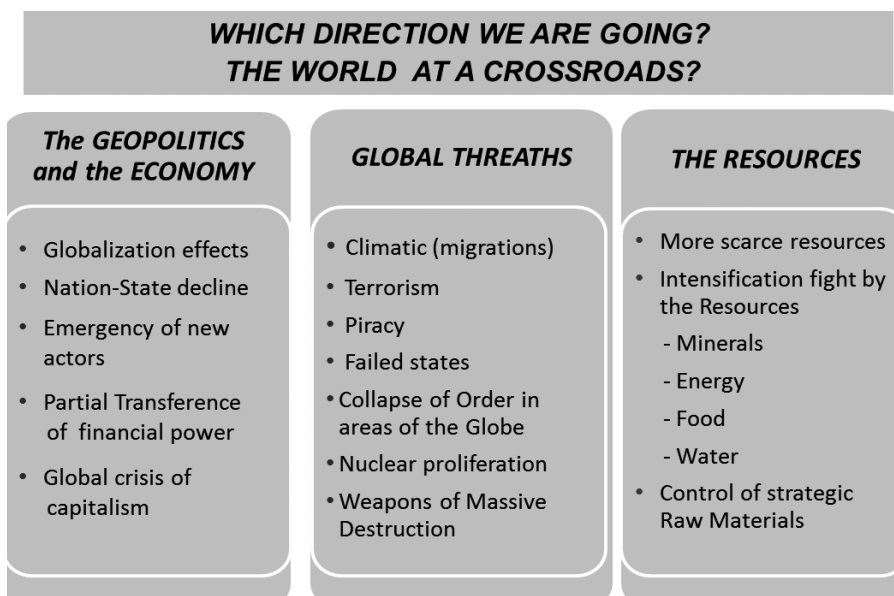 WHICH DIRECTION WE ARE GOING?
THE WORLD AT A CROSSROADS?
The GEOPOLITICS
and the ECONOMY
• Globalization effects
• Nation-State decline
• Emergency of new
actors
• Partial Transference
of financial power
• Global crisis of
capitalism
GLOBAL THREATHS
• Climatic (migrations)
• Terrorism
• Piracy
• Failed states
• Collapse of Order in
areas of the Globe
• Nuclear proliferation
• Weapons of Massive
Destruction
THE RESOURCES
• More scarce resources
• Intensification fight by
the Resources
- Minerals
- Energy
- Food
- Water
• Control of strategic
Raw Materials